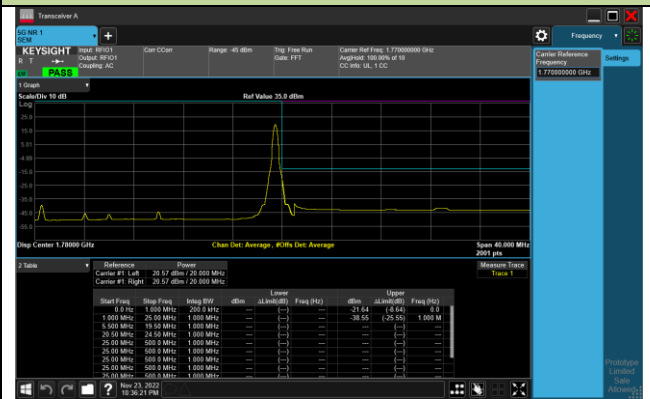 Transceiver A
5G NR 1
SEM
+
Frequency
KEYSIGHT
R T
LV
PASS
Input: RFIO1
Output: RFIO1
Coupling: AC
Corr CCorr
Range: -45 dBm
Trig: Free Run
Gate: FFT
Carrier Ref Freq: 1.770000000 GHz
Avg|Hold: 100.00% of 10
CC Info: UL, 1 CC
Carrier Reference
Frequency
1.770000000 GHz
Settings
1 Graph
Scale/Div 10 dB
Ref Value 35.0 dBm
Log
25.0
15.0
5.01
-4.99
-15.0
-25.0
-35.0
-45.0
-55.0
Disp Center 1.78000 GHz
Chan Det: Average , #Offs Det: Average
Span 40.000 MHz
2001 pts
2 Table
Reference Power
Carrier #1: Left 20.57 dBm / 20.000 MHz
Carrier #1: Right 20.57 dBm / 20.000 MHz
Measure Trace
Trace 1
Lower Upper
Start Freq Stop Freq Integ BW dBm ΔLimit(dB) Freq (Hz) dBm ΔLimit(dB) Freq (Hz)
0.0 Hz 1.000 MHz 200.0 kHz --- (---) --- -21.64 (-8.64) 0.0
1.000 MHz 25.00 MHz 1.000 MHz --- (---) --- -38.55 (-25.55) 1.000 M
5.500 MHz 19.50 MHz 1.000 MHz --- (---) --- --- (---) ---
20.50 MHz 24.50 MHz 1.000 MHz --- (---) --- --- (---) ---
25.00 MHz 500.0 MHz 1.000 MHz --- (---) --- --- (---) ---
25.00 MHz 500.0 MHz 1.000 MHz --- (---) --- --- (---) ---
25.00 MHz 500.0 MHz 1.000 MHz --- (---) --- --- (---) ---
25.00 MHz 500.0 MHz 1.000 MHz --- (---) --- --- (---) ---
25.00 MHz 500.0 MHz 1.000 MHz --- (---) --- --- (---) ---
Prototype
Limited
Sale
Allowed
?
Nov 23, 2022
10:36:21 PM